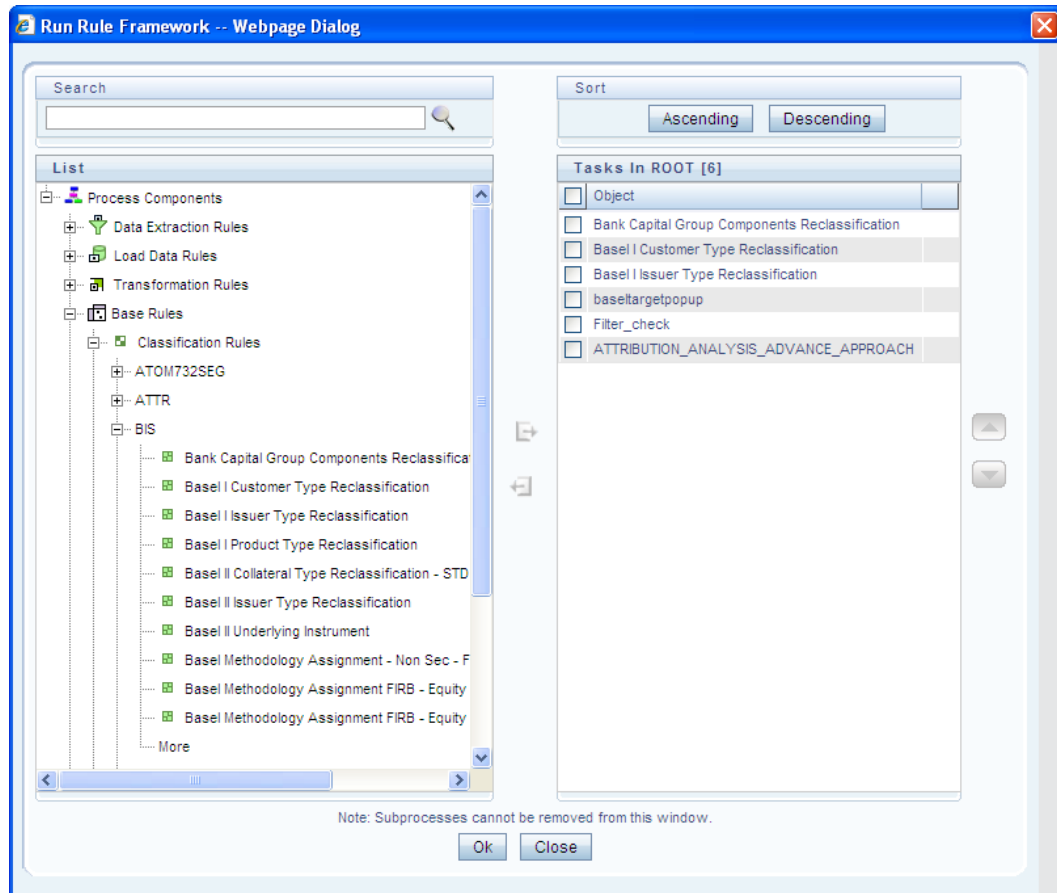 Run Rule Framework -- Webpage Dialog
Search
Sort
Ascending
Descending
List
Process Components
Data Extraction Rules
Load Data Rules
Transformation Rules
Base Rules
Classification Rules
ATOM732SEG
ATTR
BIS
Bank Capital Group Components Reclassifica
Basel I Customer Type Reclassification
Basel I Issuer Type Reclassification
Basel I Product Type Reclassification
Basel II Collateral Type Reclassification - STD
Basel II Issuer Type Reclassification
Basel II Underlying Instrument
Basel Methodology Assignment - Non Sec - F
Basel Methodology Assignment FIRB - Equity
Basel Methodology Assignment FIRB - Equity
More
Tasks In ROOT [6]
Object
Bank Capital Group Components Reclassification
Basel I Customer Type Reclassification
Basel I Issuer Type Reclassification
baseltargetpopup
Filter_check
ATTRIBUTION_ANALYSIS_ADVANCE_APPROACH
Note: Subprocesses cannot be removed from this window.
Ok
Close